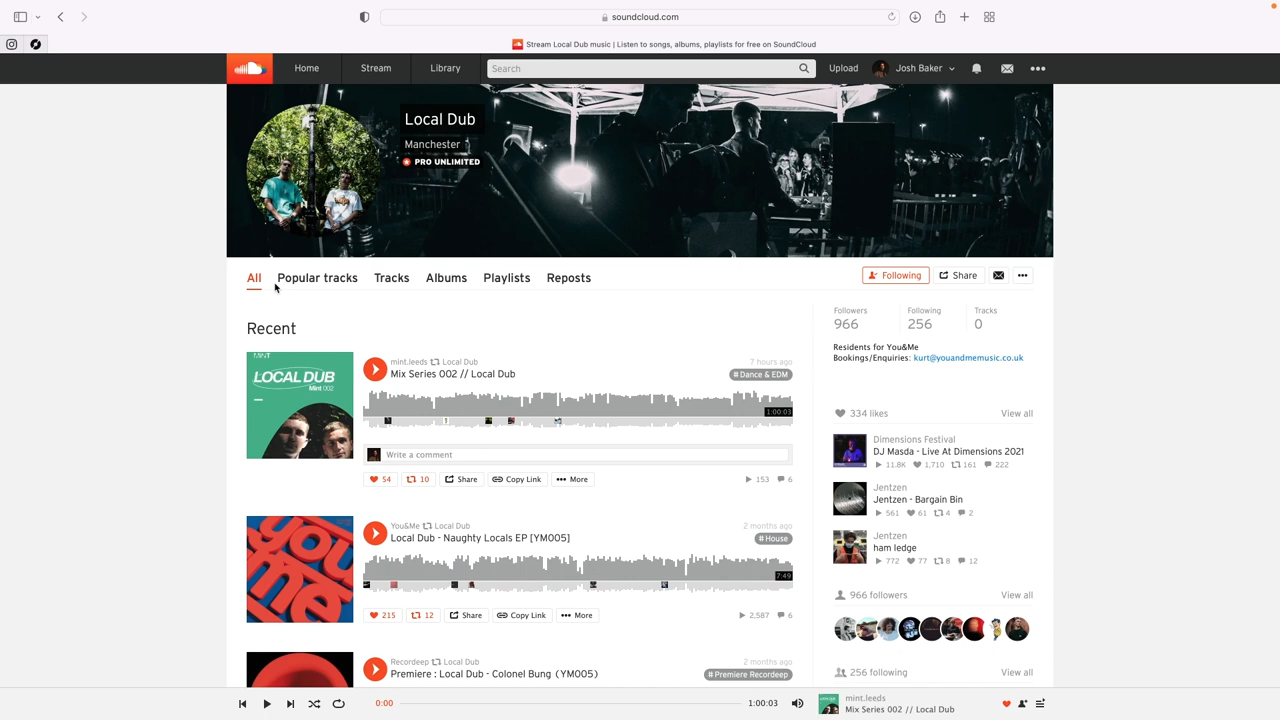 soundcloud.com
Stream Local Dub music | Listen to songs, albums, playlists for free on SoundCloud
Home
Stream
Library
Search
Upload
Josh Baker
Local Dub
Manchester
PRO UNLIMITED
All
Popular tracks
Tracks
Albums
Playlists
Reposts
Following
Share
Followers
966
Following
256
Tracks
0
Residents for You&Me
Bookings/Enquiries: kurt@youandmemusic.co.uk
Recent
MINT
LOCAL DUB
Mint 002
mint.leeds Local Dub
7 hours ago
Mix Series 002 // Local Dub
# Dance & EDM
1:00:03
Write a comment
54
10
Share
Copy Link
More
153
6
you
me
You&Me Local Dub
2 months ago
Local Dub - Naughty Locals EP [YM005]
# House
7:49
215
12
Share
Copy Link
More
2,587
6
Recordeep Local Dub
2 months ago
Premiere : Local Dub - Colonel Bung (YM005)
# Premiere Recordeep
334 likes
View all
Dimensions Festival
DJ Masda - Live At Dimensions 2021
11.8K 1,710 161 222
Jentzen
Jentzen - Bargain Bin
561 61 4 2
Jentzen
ham ledge
772 77 8 12
966 followers
View all
256 following
View all
0:00
1:00:03
mint.leeds
Mix Series 002 // Local Dub